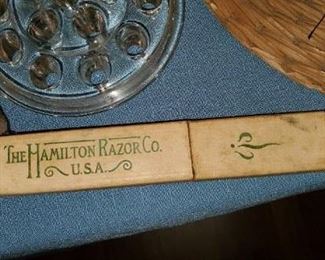 THE HAMILTON RAZOR CO.
U.S.A.